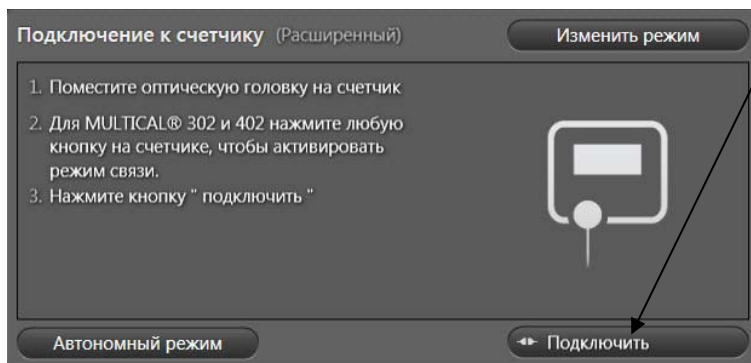 Подключение к счетчику (Расширенный)
Изменить режим
1. Поместите оптическую головку на счетчик
2. Для MULTICAL® 302 и 402 нажмите любую
кнопку на счетчике, чтобы активировать
режим связи.
3. Нажмите кнопку " подключить "
Автономный режим
Подключить